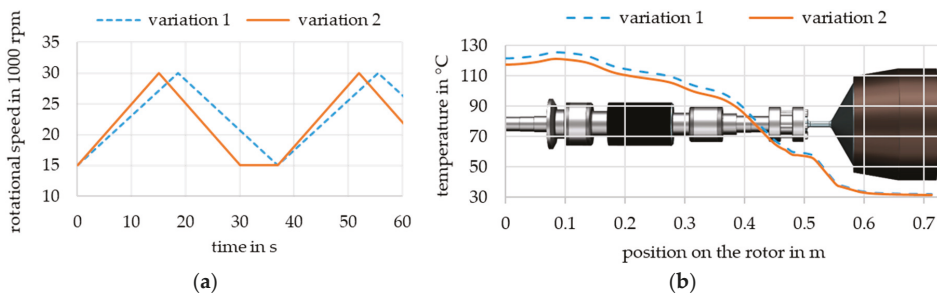 variation 1 variation 2
rotational speed in 1000 rpm
35
30
25
20
15
10
0 10 20 30 40 50 60
time in s
(a)
variation 1 variation 2
temperature in °C
130
110
90
70
50
30
0 0.1 0.2 0.3 0.4 0.5 0.6 0.7
position on the rotor in m
(b)